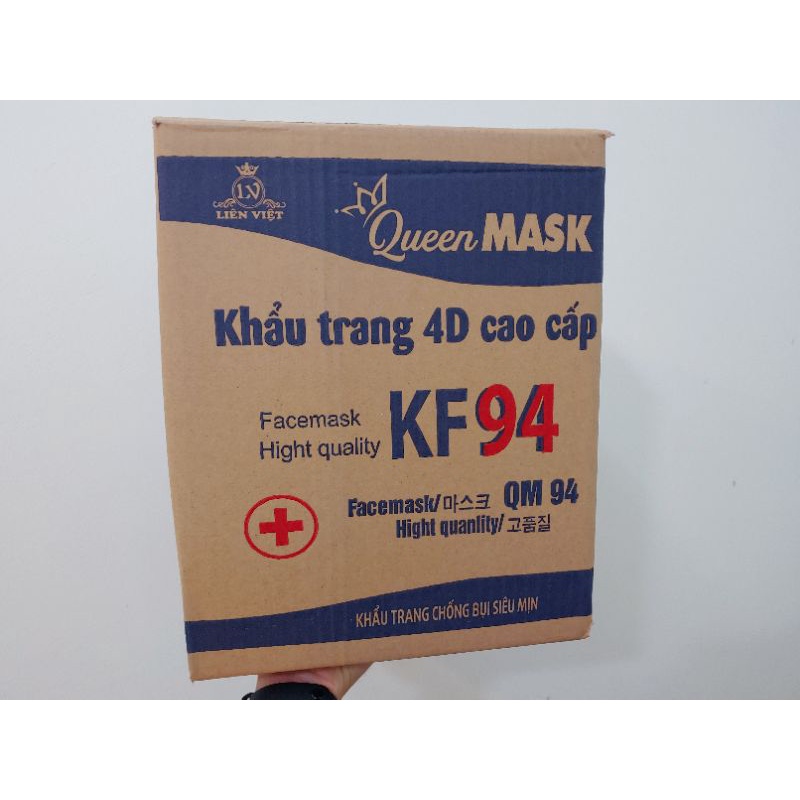 LV
LIÊN VIỆT
Queen MASK
Khẩu trang 4D cao cấp
Facemask
Hight quality
KF94
Facemask/마스크 QM 94
Hight quanlity/고품질
KHẨU TRANG CHỐNG BỤI SIÊU MỊN